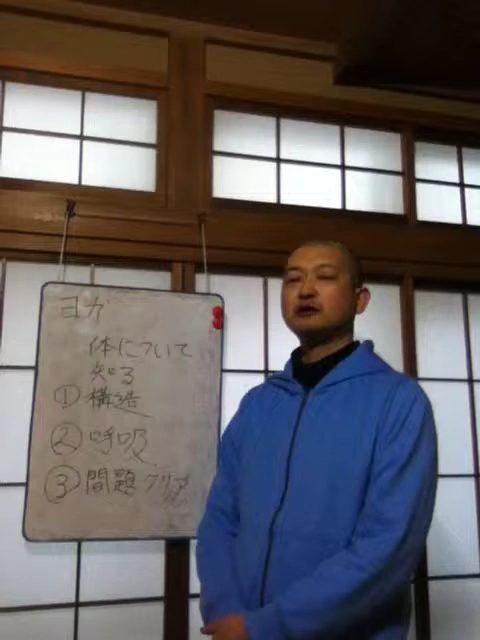 ヨガ
体について
知る
①構造
②呼吸
③問題クリア